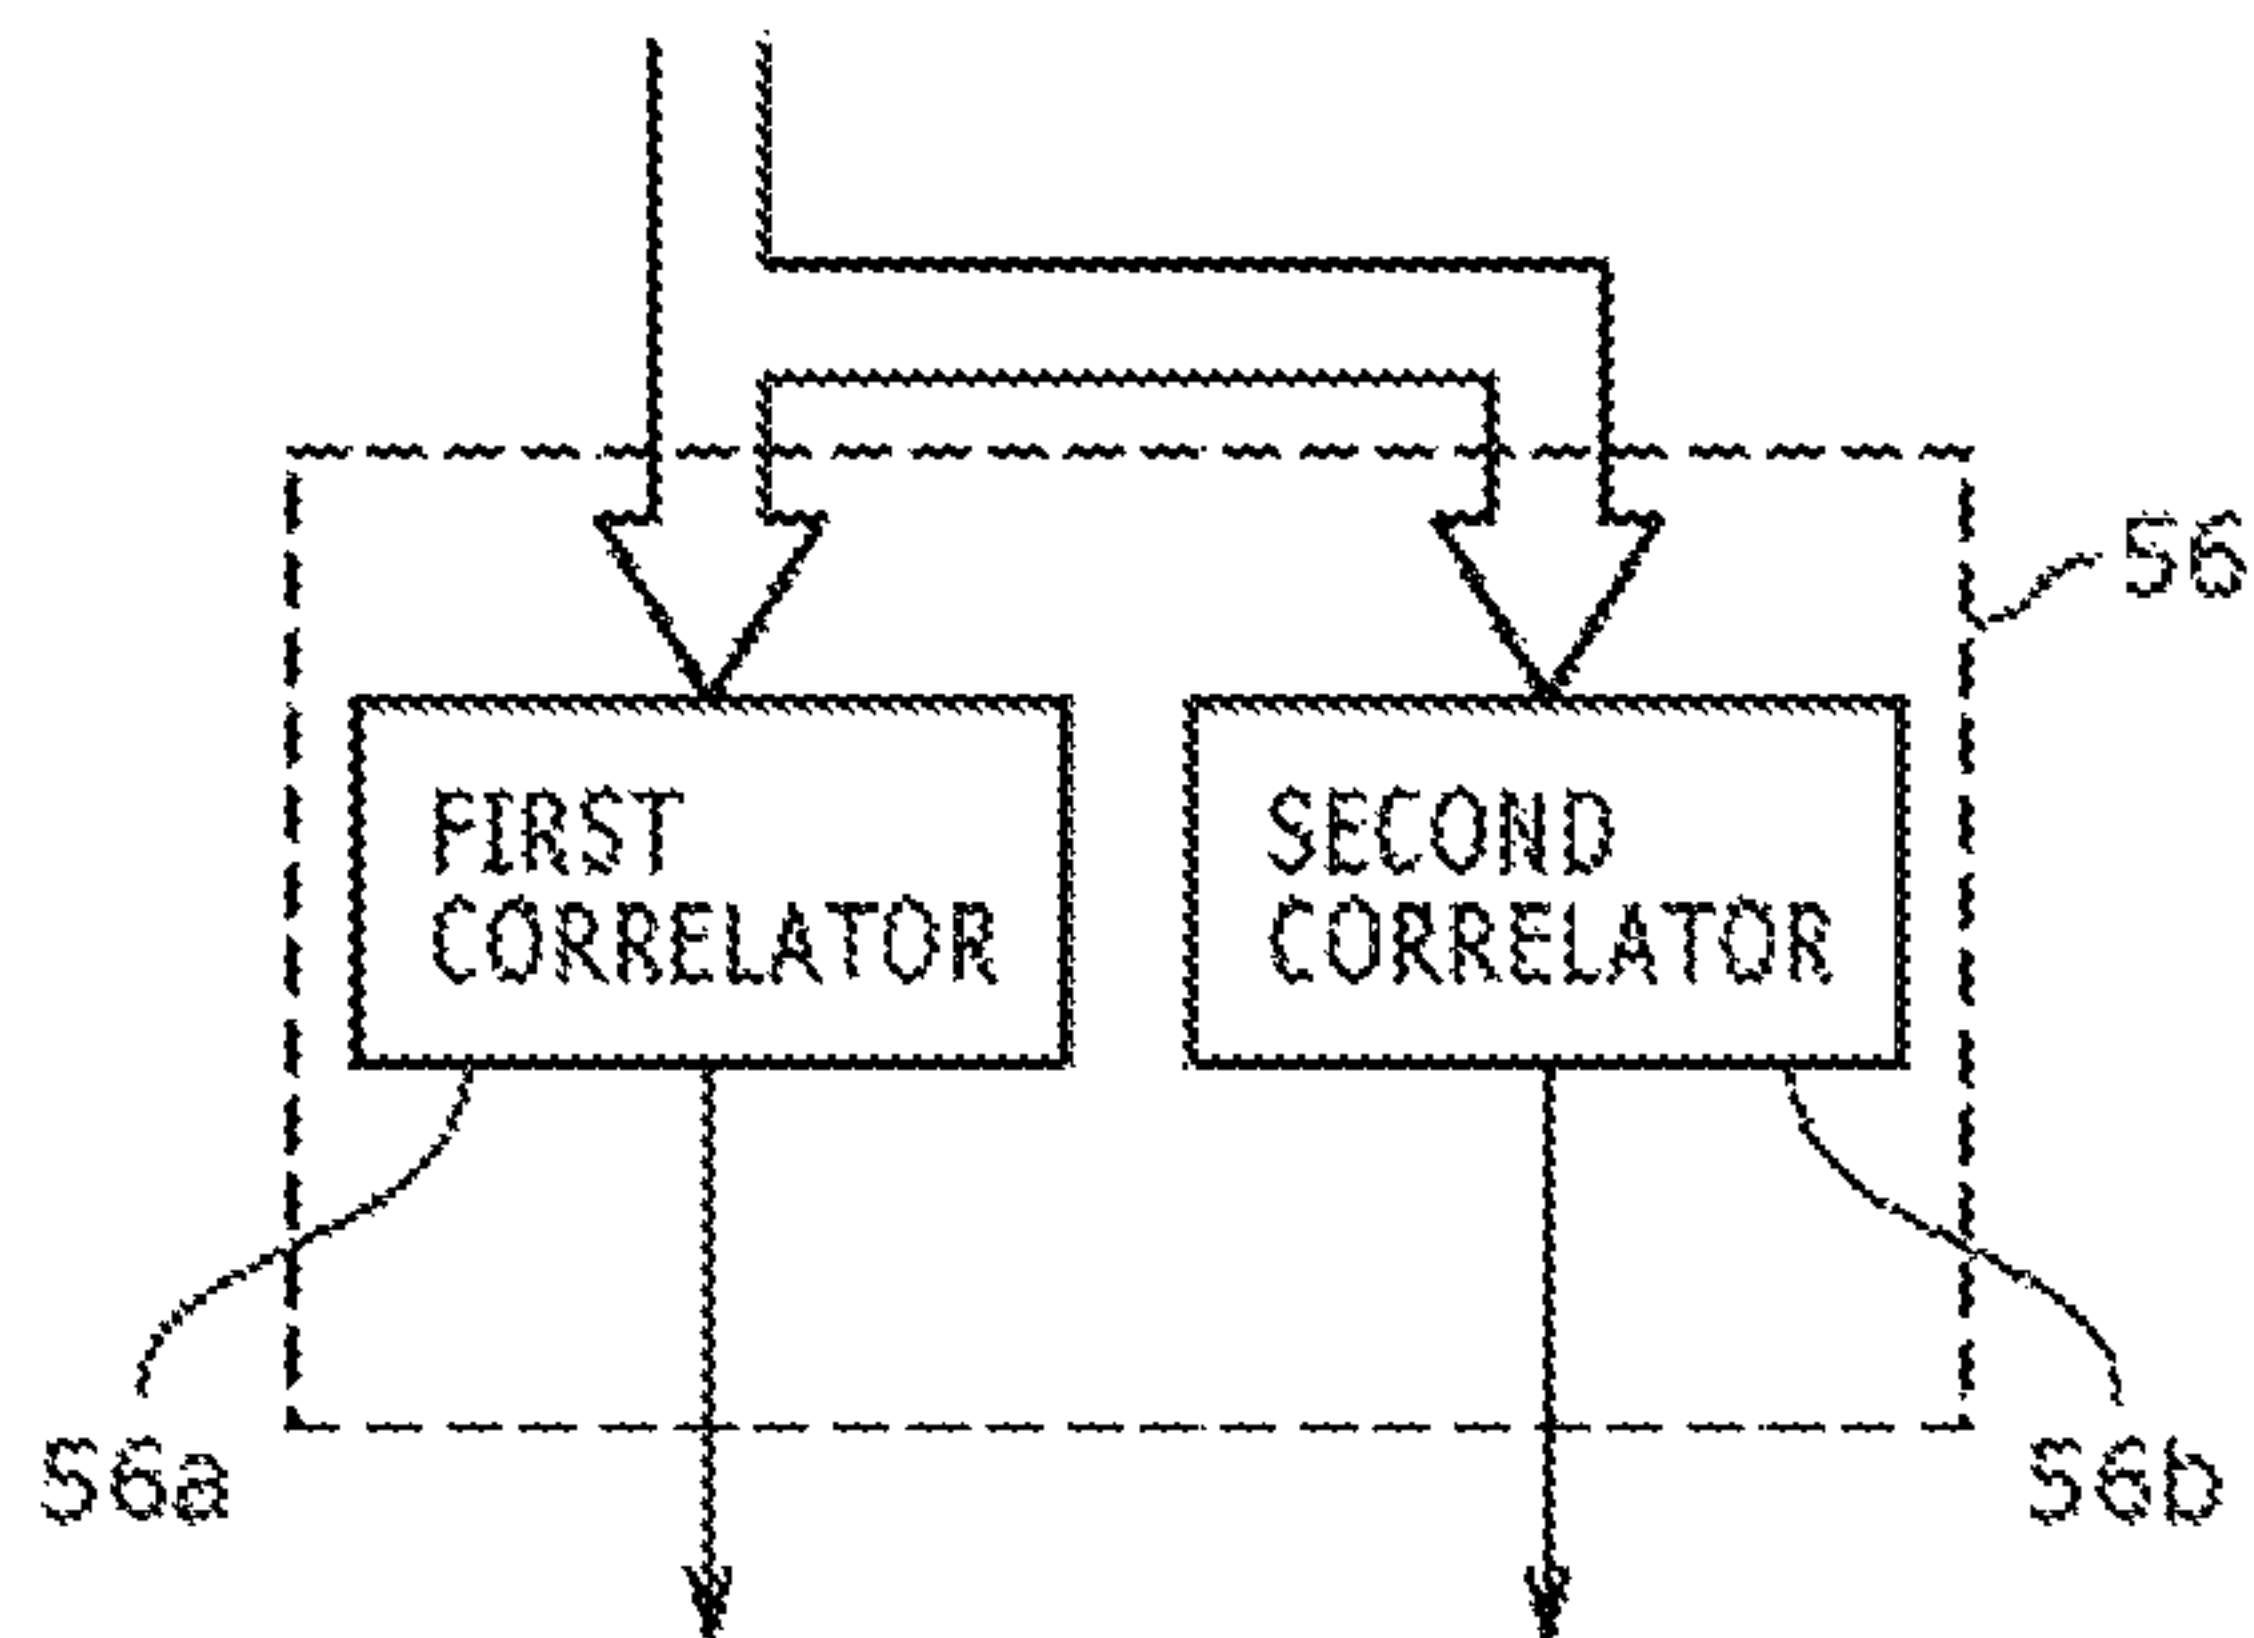 56
FIRST
CORRELATOR
SECOND
CORRELATOR
56a
56b